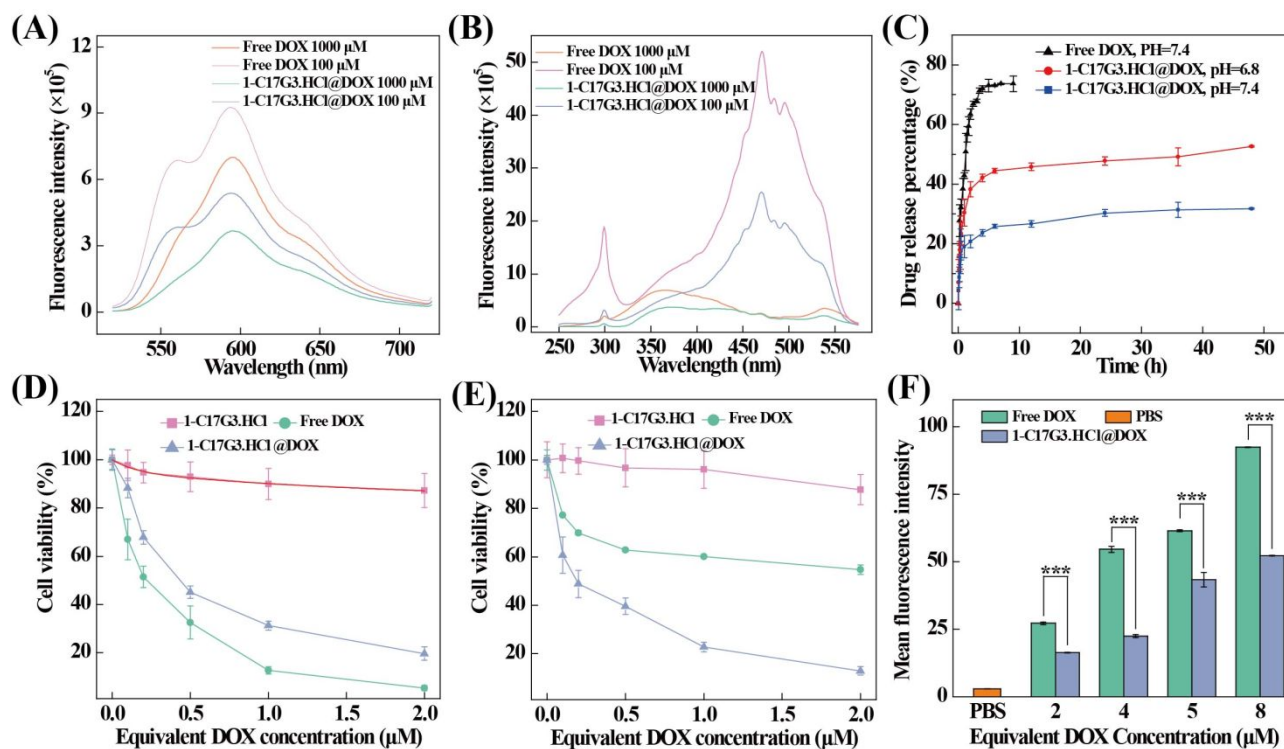 (A)
Fluorescence intensity (×10⁵)
12
9
6
3
0
Free DOX 1000 μM
Free DOX 100 μM
1-C17G3.HCl@DOX 1000 μM
1-C17G3.HCl@DOX 100 μM
550 600 650 700
Wavelength (nm)
(B)
Fluorescence intensity (×10⁵)
50
40
30
20
10
0
Free DOX 1000 μM
Free DOX 100 μM
1-C17G3.HCl@DOX 1000 μM
1-C17G3.HCl@DOX 100 μM
250 300 350 400 450 500 550
Wavelength (nm)
(C)
Drug release percentage (%)
80
60
40
20
0
Free DOX, PH=7.4
1-C17G3.HCl@DOX, pH=6.8
1-C17G3.HCl@DOX, pH=7.4
0 10 20 30 40 50
Time (h)
(D)
Cell viability (%)
120
100
80
60
40
20
1-C17G3.HCl
Free DOX
1-C17G3.HCl@DOX
0.0 0.5 1.0 1.5 2.0
Equivalent DOX concentration (μM)
(E)
Cell viability (%)
120
100
80
60
40
20
1-C17G3.HCl
Free DOX
1-C17G3.HCl@DOX
0.0 0.5 1.0 1.5 2.0
Equivalent DOX concentration (μM)
(F)
Mean fluorescence intensity
100
75
50
25
0
Free DOX
PBS
1-C17G3.HCl@DOX
***
***
***
***
PBS 2 4 5 8
Equivalent DOX Concentration (μM)